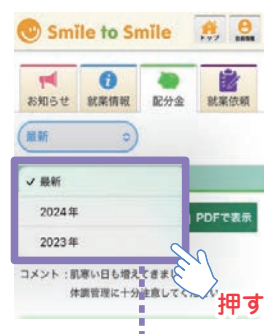 Smile to Smile
トップ
お知らせ 就業情報 配分金 就業依頼
最新
✓ 最新
2024年
2023年
PDFで表示
コメント：肌寒い日も増えてきまし
体調管理に十分注意してください
押す